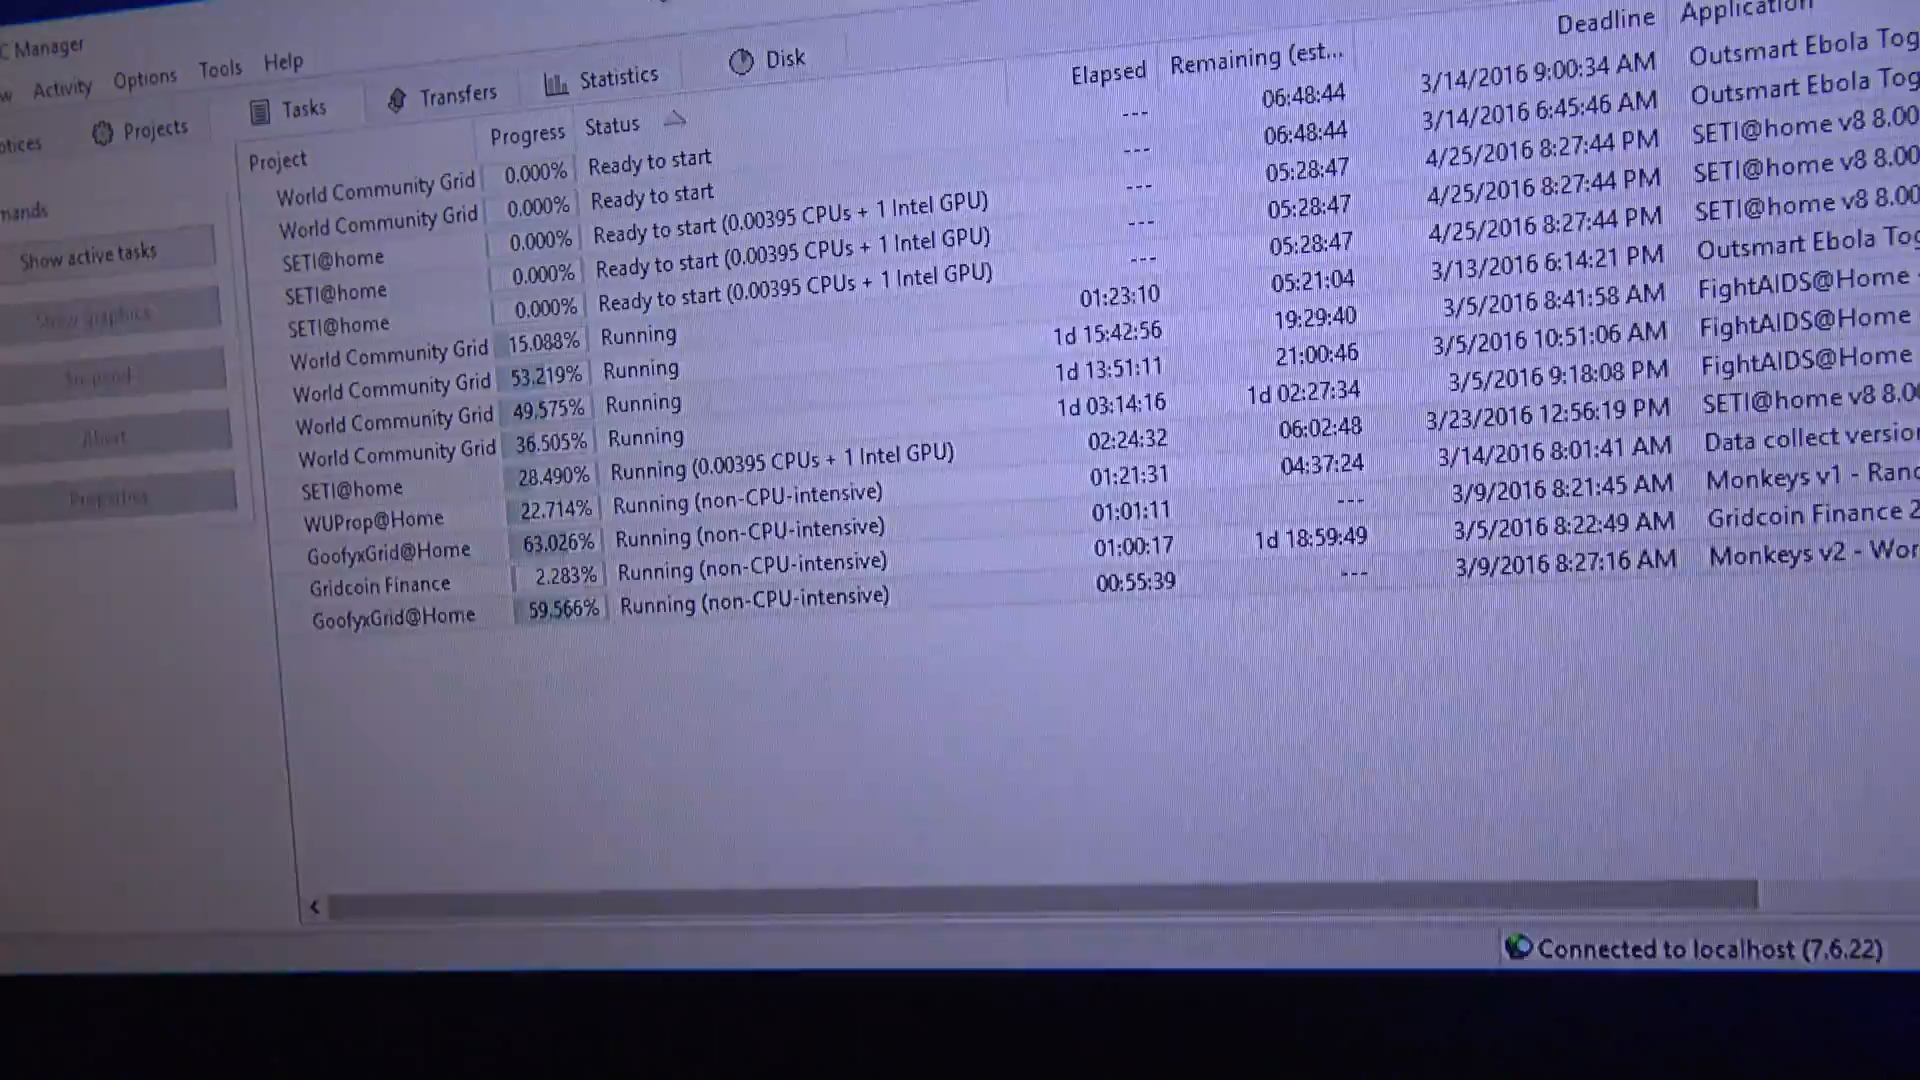 C Manager
Activity Options Tools Help
Projects Tasks Transfers Statistics Disk
Project Progress Status Elapsed Remaining (est... Deadline Application
World Community Grid 0.000% Ready to start --- 06:48:44 3/14/2016 9:00:34 AM Outsmart Ebola Tog
World Community Grid 0.000% Ready to start --- 06:48:44 3/14/2016 6:45:46 AM Outsmart Ebola Tog
SETI@home 0.000% Ready to start (0.00395 CPUs + 1 Intel GPU) --- 05:28:47 4/25/2016 8:27:44 PM SETI@home v8 8.00
SETI@home 0.000% Ready to start (0.00395 CPUs + 1 Intel GPU) --- 05:28:47 4/25/2016 8:27:44 PM SETI@home v8 8.00
SETI@home 0.000% Ready to start (0.00395 CPUs + 1 Intel GPU) --- 05:28:47 4/25/2016 8:27:44 PM SETI@home v8 8.00
World Community Grid 15.088% Running 01:23:10 05:21:04 3/13/2016 6:14:21 PM Outsmart Ebola Tog
World Community Grid 53.219% Running 1d 15:42:56 19:29:40 3/5/2016 8:41:58 AM FightAIDS@Home
World Community Grid 49.575% Running 1d 13:51:11 21:00:46 3/5/2016 10:51:06 AM FightAIDS@Home
World Community Grid 36.505% Running 1d 03:14:16 1d 02:27:34 3/5/2016 9:18:08 PM FightAIDS@Home
SETI@home 28.490% Running (0.00395 CPUs + 1 Intel GPU) 02:24:32 06:02:48 3/23/2016 12:56:19 PM SETI@home v8 8.00
WUProp@Home 22.714% Running (non-CPU-intensive) 01:21:31 04:37:24 3/14/2016 8:01:41 AM Data collect version
GoofyxGrid@Home 63.026% Running (non-CPU-intensive) 01:01:11 --- 3/9/2016 8:21:45 AM Monkeys v1 - Ranc
Gridcoin Finance 2.283% Running (non-CPU-intensive) 01:00:17 1d 18:59:49 3/5/2016 8:22:49 AM Gridcoin Finance 2
GoofyxGrid@Home 59.566% Running (non-CPU-intensive) 00:55:39 --- 3/9/2016 8:27:16 AM Monkeys v2 - Wor
mands
Show active tasks
Show graphics
Suspend
Abort
Properties
Connected to localhost (7.6.22)